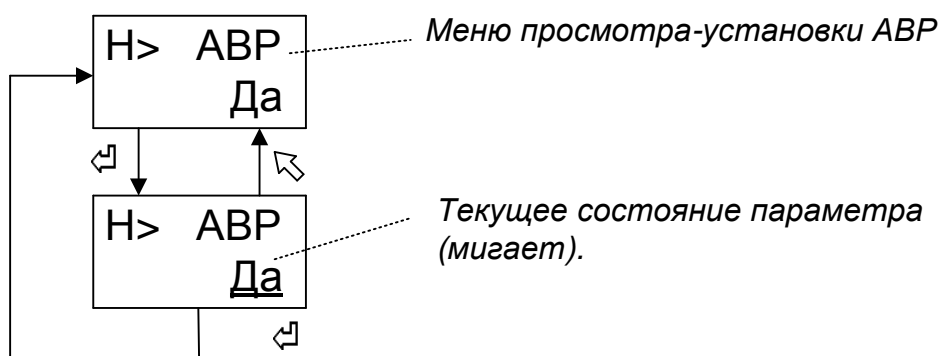 Н> АВР
Да
Меню просмотра-установки АВР
Н> АВР
Да
Текущее состояние параметра
(мигает).